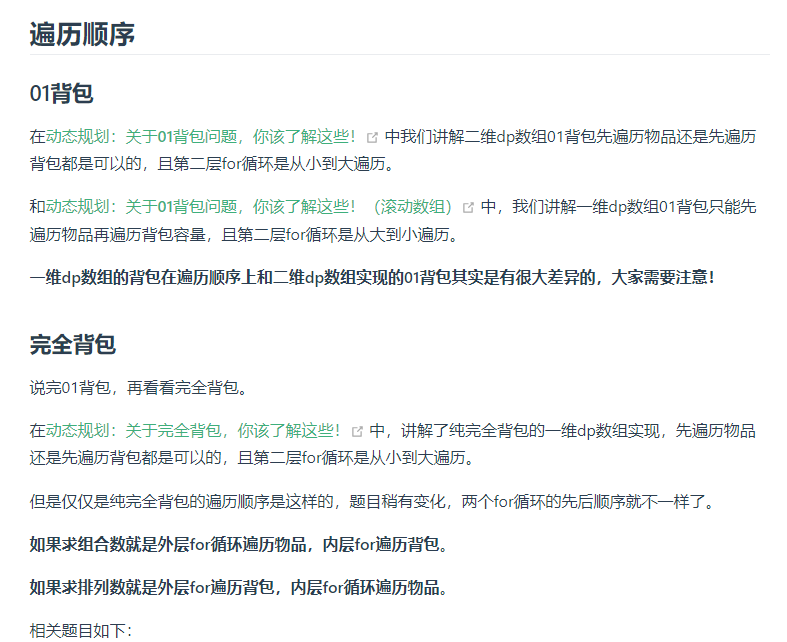 遍历顺序
01背包
在动态规划：关于01背包问题，你该了解这些！ 中我们讲解二维dp数组01背包先遍历物品还是先遍历
背包都是可以的，且第二层for循环是从小到大遍历。
和动态规划：关于01背包问题，你该了解这些！（滚动数组） 中，我们讲解一维dp数组01背包只能先
遍历物品再遍历背包容量，且第二层for循环是从大到小遍历。
一维dp数组的背包在遍历顺序上和二维dp数组实现的01背包其实是有很大差异的，大家需要注意！
完全背包
说完01背包，再看看完全背包。
在动态规划：关于完全背包，你该了解这些！ 中，讲解了纯完全背包的一维dp数组实现，先遍历物品
还是先遍历背包都是可以的，且第二层for循环是从小到大遍历。
但是仅仅是纯完全背包的遍历顺序是这样的，题目稍有变化，两个for循环的先后顺序就不一样了。
如果求组合数就是外层for循环遍历物品，内层for遍历背包。
如果求排列数就是外层for遍历背包，内层for循环遍历物品。
相关题目如下：